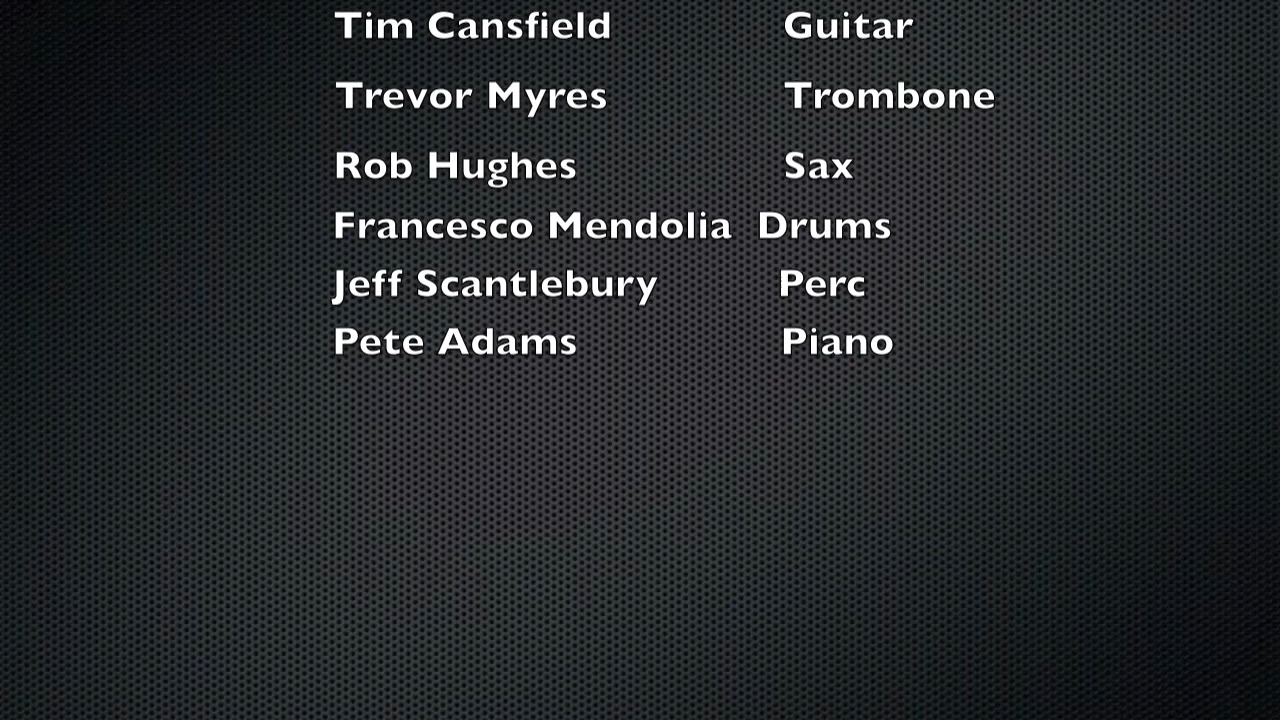 Tim Cansfield Guitar
Trevor Myres Trombone
Rob Hughes Sax
Francesco Mendolia Drums
Jeff Scantlebury Perc
Pete Adams Piano